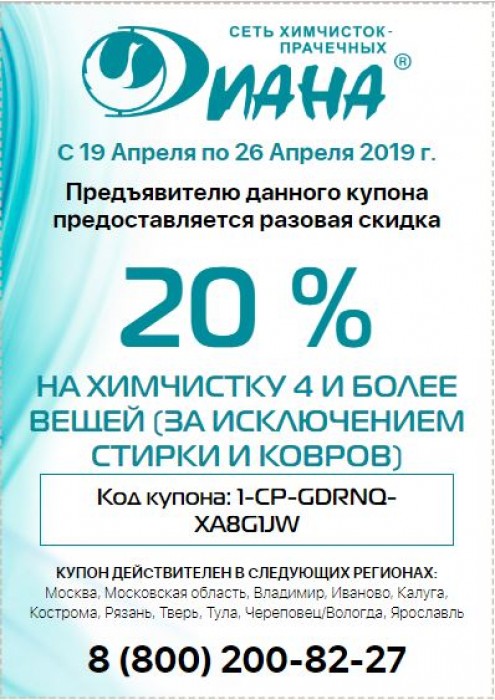 СЕТЬ ХИМЧИСТОК-
ПРАЧЕЧНЫХ
ДИАНА®
С 19 Апреля по 26 Апреля 2019 г.
Предъявителю данного купона
предоставляется разовая скидка
20 %
НА ХИМЧИСТКУ 4 И БОЛЕЕ
ВЕЩЕЙ (ЗА ИСКЛЮЧЕНИЕМ
СТИРКИ И КОВРОВ)
Код купона: 1-CP-GDRNQ-
XA8G1JW
КУПОН ДЕЙСТВИТЕЛЕН В СЛЕДУЮЩИХ РЕГИОНАХ:
Москва, Московская область, Владимир, Иваново, Калуга,
Кострома, Рязань, Тверь, Тула, Череповец/Вологда, Ярославль
8 (800) 200-82-27